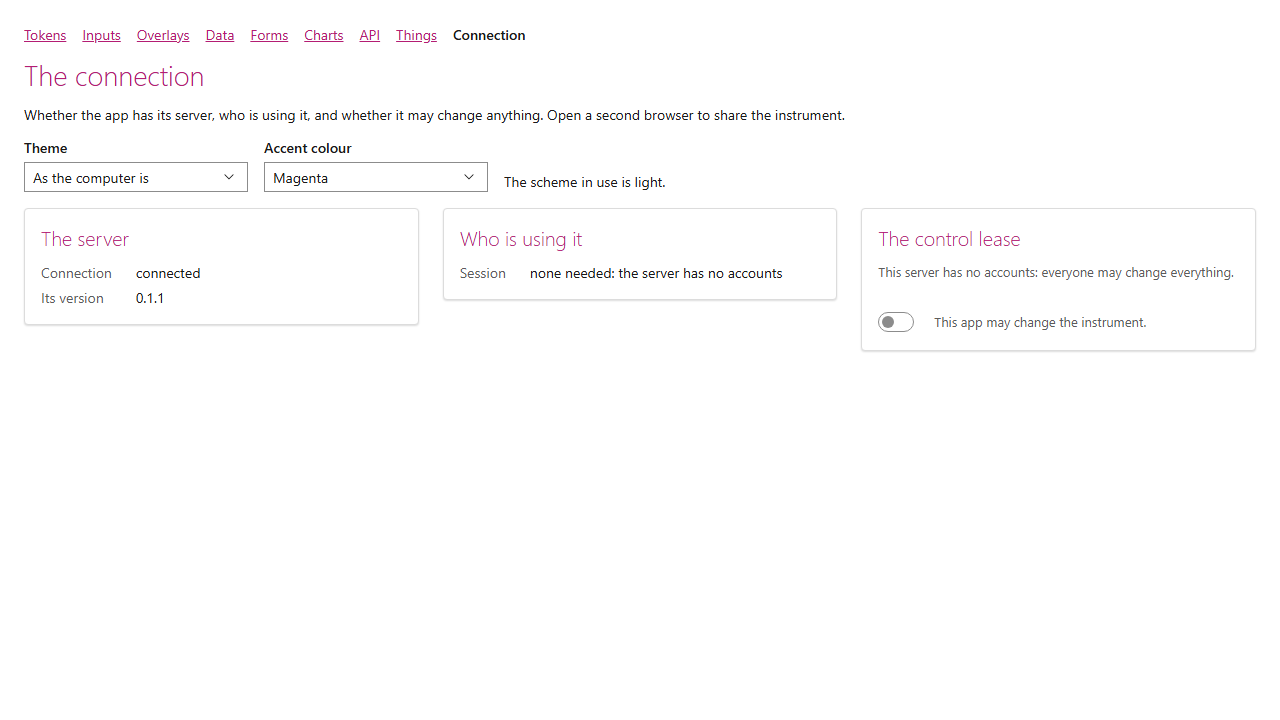 Tokens Inputs Overlays Data Forms Charts API Things Connection
The connection
Whether the app has its server, who is using it, and whether it may change anything. Open a second browser to share the instrument.
Theme
As the computer is
Accent colour
Magenta
The scheme in use is light.
The server
Connection connected
Its version 0.1.1
Who is using it
Session none needed: the server has no accounts
The control lease
This server has no accounts: everyone may change everything.
This app may change the instrument.